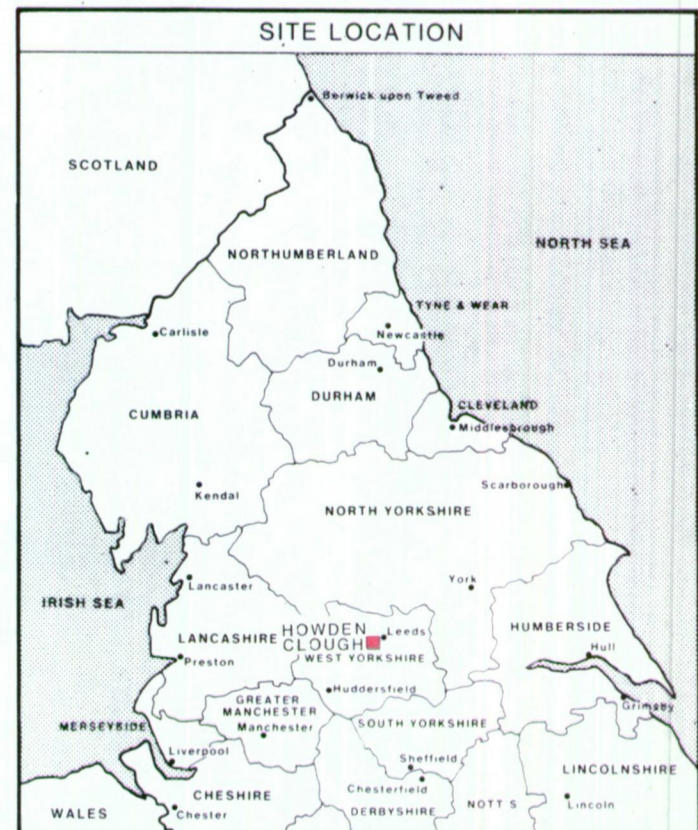 SITE LOCATION
Berwick upon Tweed
SCOTLAND
NORTH SEA
NORTHUMBERLAND
TYNE & WEAR
Newcastle
Carlisle
Durham
DURHAM
CLEVELAND
Middlesbrough
CUMBRIA
Kendal
Scarborough
NORTH YORKSHIRE
York
Lancaster
IRISH SEA
HUMBERSIDE
Hull
LANCASHIRE
HOWDEN
CLOUGH
Leeds
WEST YORKSHIRE
Preston
Huddersfield
Grimsby
GREATER
MANCHESTER
Manchester
SOUTH YORKSHIRE
MERSEYSIDE
Liverpool
Sheffield
Chesterfield
LINCOLNSHIRE
CHESHIRE
DERBYSHIRE
NOTT S
Lincoln
WALES
Chester